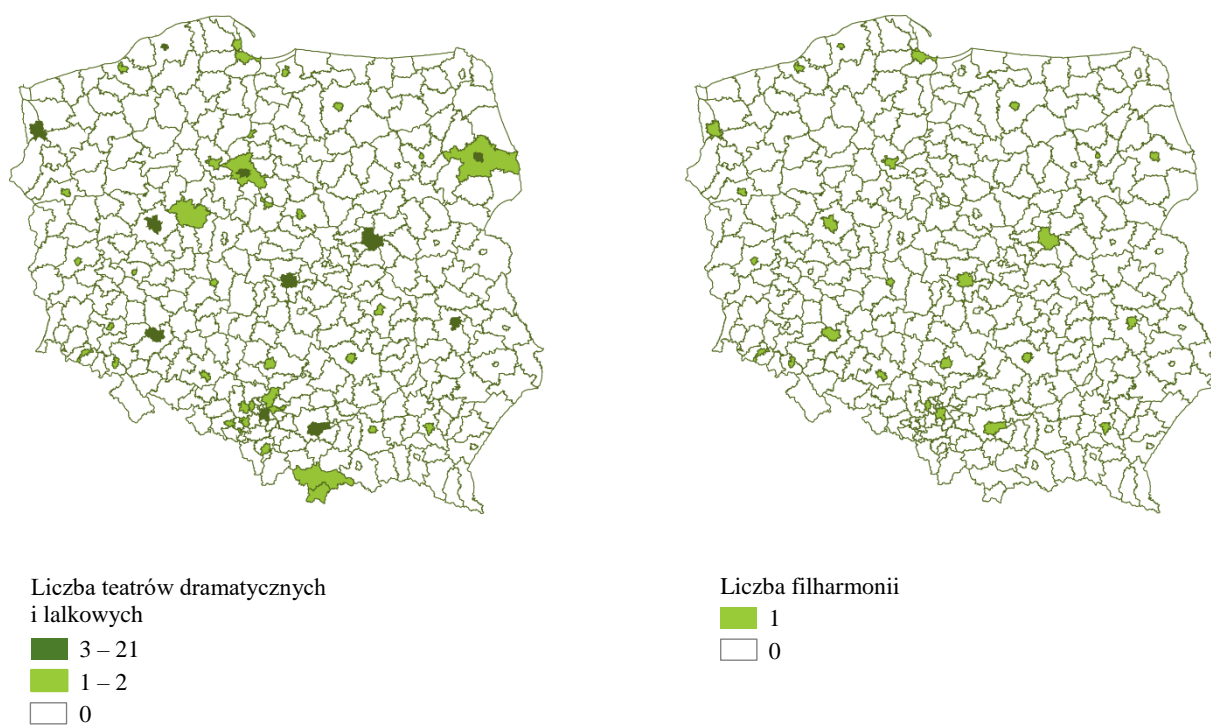 Liczba teatrów dramatycznych
i lalkowych
3 – 21
1 – 2
0
Liczba filharmonii
1
0